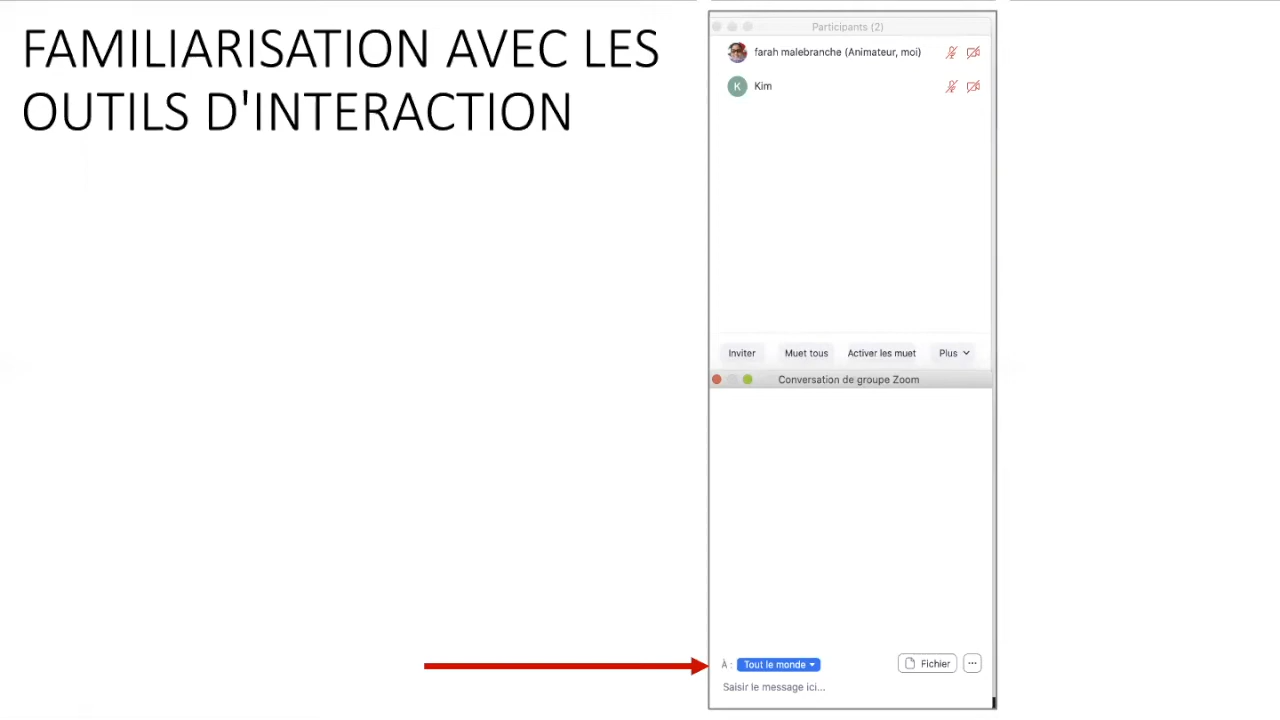 FAMILIARISATION AVEC LES
OUTILS D'INTERACTION
Participants (2)
farah malebranche (Animateur, moi)
K Kim
Inviter Muet tous Activer les muet Plus
Conversation de groupe Zoom
À : Tout le monde Fichier ...
Saisir le message ici...